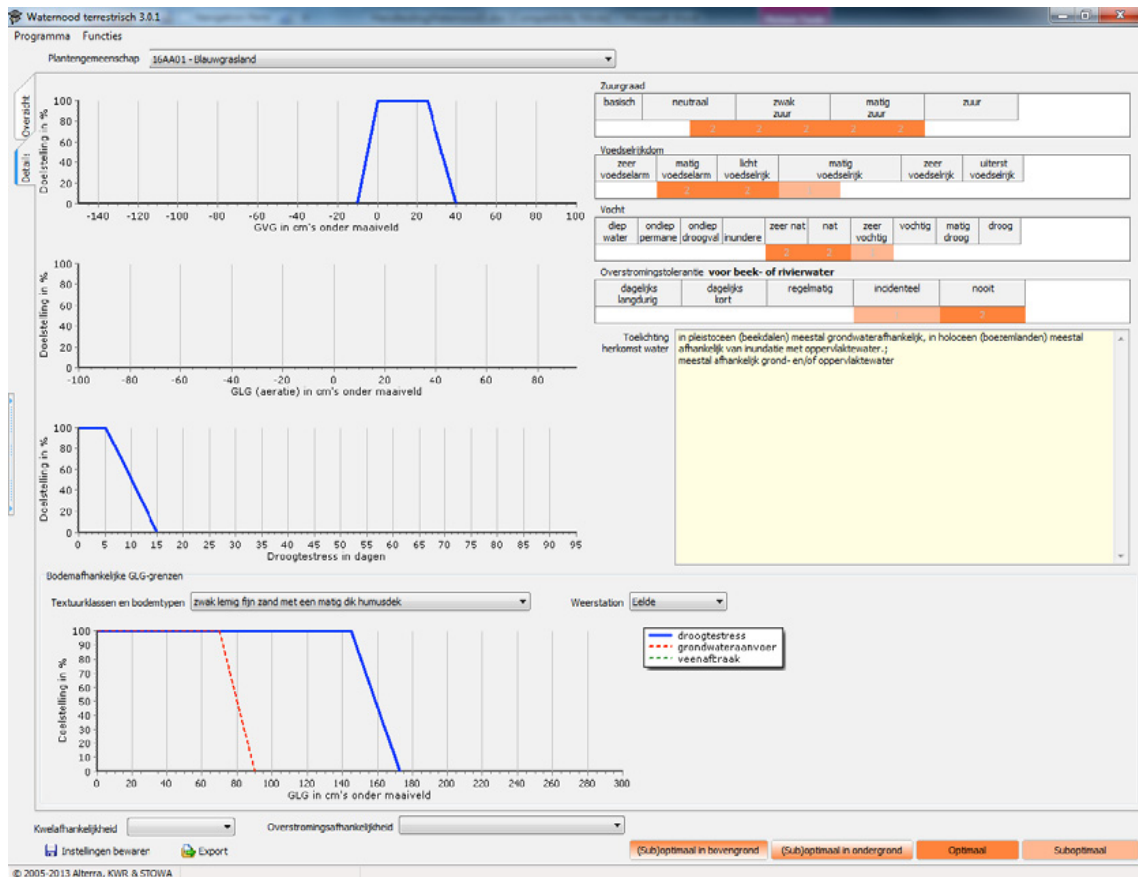 Waternood terrestrisch 3.0.1
Programma Functies
Plantengemeenschap 16AA01 - Blauwgrasland
Overzicht
Details
Doelstelling in %
100
80
60
40
20
0
-140 -120 -100 -80 -60 -40 -20 0 20 40 60 80 100
GVG in cm's onder maaiveld
Doelstelling in %
100
80
60
40
20
0
-100 -80 -60 -40 -20 0 20 40 60 80
GLG (aeratie) in cm's onder maaiveld
Doelstelling in %
100
80
60
40
20
0
0 5 10 15 20 25 30 35 40 45 50 55 60 65 70 75 80 85 90 95
Droogtestress in dagen
Zuurgraad
basisch neutraal zwak zuur matig zuur zuur
2 2 2 2 2
Voedselrijkdom
zeer voedselarm matig voedselarm licht voedselrijk matig voedselrijk zeer voedselrijk uiterst voedselrijk
2 2 1
Vocht
diep water ondiep permane ondiep droogval inundere zeer nat nat zeer vochtig vochtig matig droog droog
2 2 1
Overstromingstolerantie voor beek- of rivierwater
dagelijks langdurig dagelijks kort regelmatig incidenteel nooit
1 2
Toelichting herkomst water
in pleistoceen (beekdalen) meestal grondwaterafhankelijk, in holoceen (boezemlanden) meestal
afhankelijk van inundatie met oppervlaktewater.;
meestal afhankelijk grond- en/of oppervlaktewater
Bodemafhankelijke GLG-grenzen
Textuurklassen en bodemtypen zwak lemig fijn zand met een matig dik humusdek
Weerstation Eelde
Doelstelling in %
100
90
80
70
60
50
40
30
20
10
0
0 20 40 60 80 100 120 140 160 180 200 220 240 260 280 300
GLG in cm's onder maaiveld
droogtestress
grondwateraanvoer
veenafbraak
Kwelafhankelijkheid
Overstromingsafhankelijkheid
Instellingen bewaren
Export
(Sub)optimaal in bovengrond
(Sub)optimaal in ondergrond
Optimaal
Suboptimaal
© 2005-2013 Alterra, KWR & STOWA